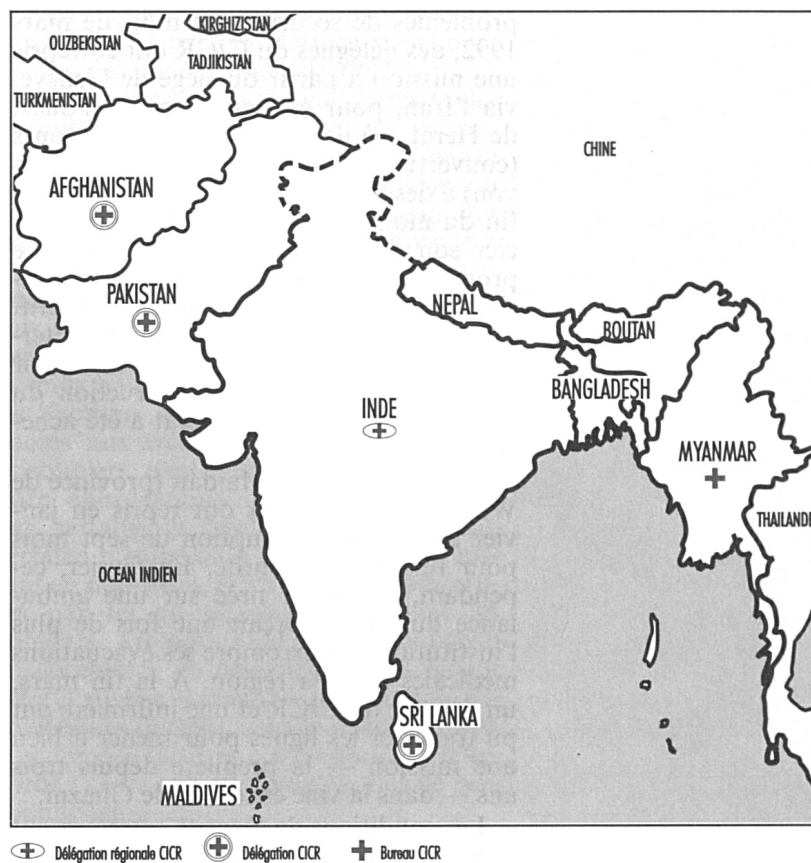 KIRGHIZISTAN
OUZBEKISTAN
TADJIKISTAN
TURKMENISTAN
CHINE
AFGHANISTAN
PAKISTAN
NEPAL
BOUTAN
BANGLADESH
INDE
MYANMAR
THAILANDE
OCEAN INDIEN
SRI LANKA
MALDIVES
Délégation régionale CICR Délégation CICR Bureau CICR